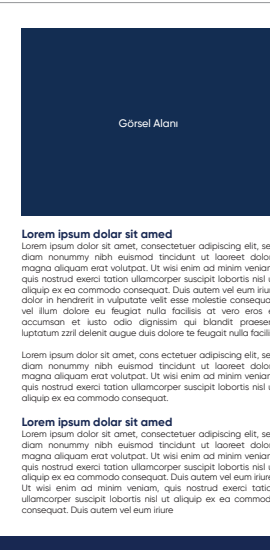 Görsel Alanı
Lorem ipsum dolar sit amed
Lorem ipsum dolor sit amet, consectetuer adipiscing elit, se
diam nonummy nibh euismod tincidunt ut laoreet dolor
magna aliquam erat volutpat. Ut wisi enim ad minim veniam
quis nostrud exerci tation ullamcorper suscipit lobortis nisl u
aliquip ex ea commodo consequat. Duis autem vel eum iriu
dolor in hendrerit in vulputate velit esse molestie consequa
vel illum dolore eu feugiat nulla facilisis at vero eros e
accumsan et iusto odio dignissim qui blandit praesen
luptatum zzril delenit augue duis dolore te feugait nulla facili
Lorem ipsum dolor sit amet, cons ectetuer adipiscing elit, se
diam nonummy nibh euismod tincidunt ut laoreet dolor
magna aliquam erat volutpat. Ut wisi enim ad minim veniam
quis nostrud exerci tation ullamcorper suscipit lobortis nisl u
aliquip ex ea commodo consequat.
Lorem ipsum dolar sit amed
Lorem ipsum dolor sit amet, consectetuer adipiscing elit, se
diam nonummy nibh euismod tincidunt ut laoreet dolor
magna aliquam erat volutpat. Ut wisi enim ad minim veniam
quis nostrud exerci tation ullamcorper suscipit lobortis nisl u
aliquip ex ea commodo consequat. Duis autem vel eum iriure
Ut wisi enim ad minim veniam, quis nostrud exerci tatio
ullamcorper suscipit lobortis nisl ut aliquip ex ea commod
consequat. Duis autem vel eum iriure